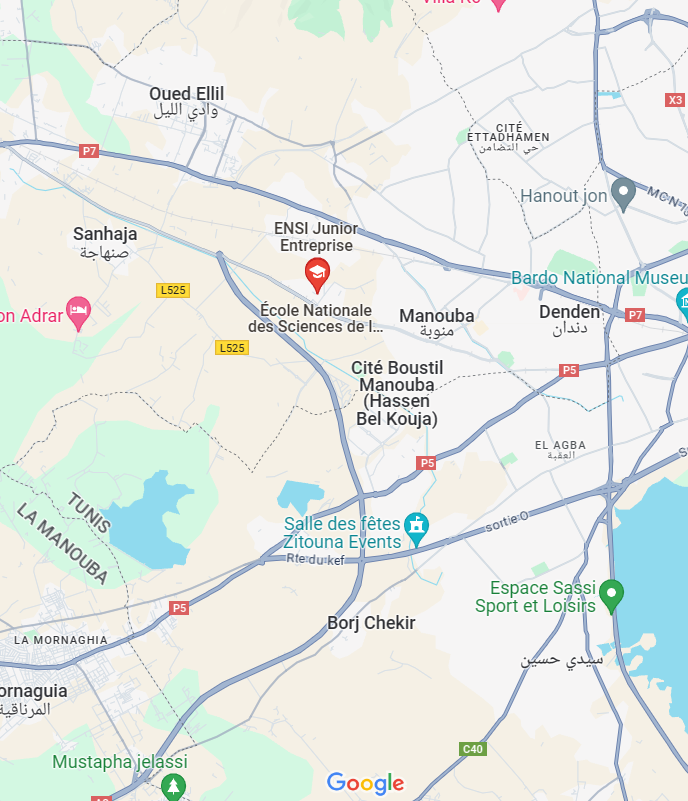 Villa Ro
Oued Ellil
وادي الليل
X3
CITÉ
ETTADHAMEN
حي التضامن
P7
Hanout jon
MC N 10
Sanhaja
صنهاجة
ENSI Junior
Entreprise
Bardo National Museu
L525
on Adrar
École Nationale
des Sciences de l...
Manouba
منوبة
Denden
دندان
P7
L525
Cité Boustil
Manouba
(Hassen
Bel Kouja)
P5
EL AGBA
العقبة
P5
TUNIS
LA MANOUBA
Salle des fêtes
Zitouna Events
sortie O
Rte du kef
Espace Sassi
Sport et Loisirs
P5
Borj Chekir
LA MORNAGHIA
سيدي حسين
ornaguia
المرناقية
C40
Mustapha jelassi
Google